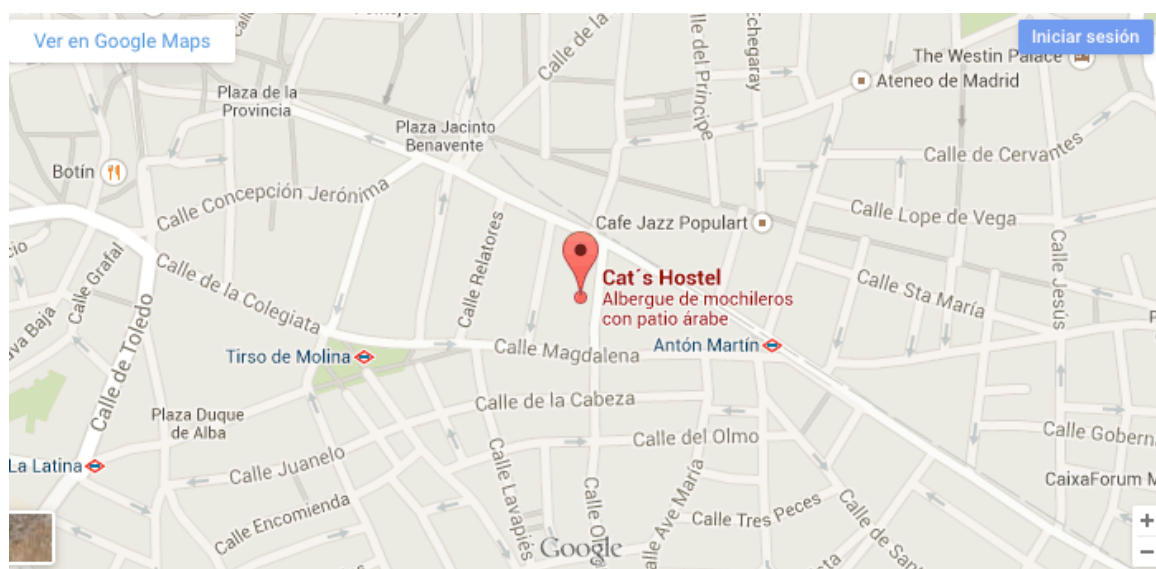 Ver en Google Maps
Iniciar sesión
Calle de la
Calle del Príncipe
Echegaray
The Westin Palace
Ateneo de Madrid
Plaza de la
Provincia
Plaza Jacinto
Benavente
Calle de Cervantes
Botín
Calle Concepción Jerónima
Calle Relatores
Cafe Jazz Populart
Calle Lope de Vega
Calle Jesús
Calle Grafal
Calle de la Colegiata
Cat´s Hostel
Albergue de mochileros
con patio árabe
Calle Sta María
Calle de Toledo
Tirso de Molina
Calle Magdalena
Antón Martín
Calle de la Cabeza
Plaza Duque
de Alba
Calle del Olmo
Calle Goberna
La Latina
Calle Juanelo
Calle Lavapiés
Calle Ave María
CaixaForum M
Calle Encomienda
Calle Tres Peces
Calle de
Google
+
−